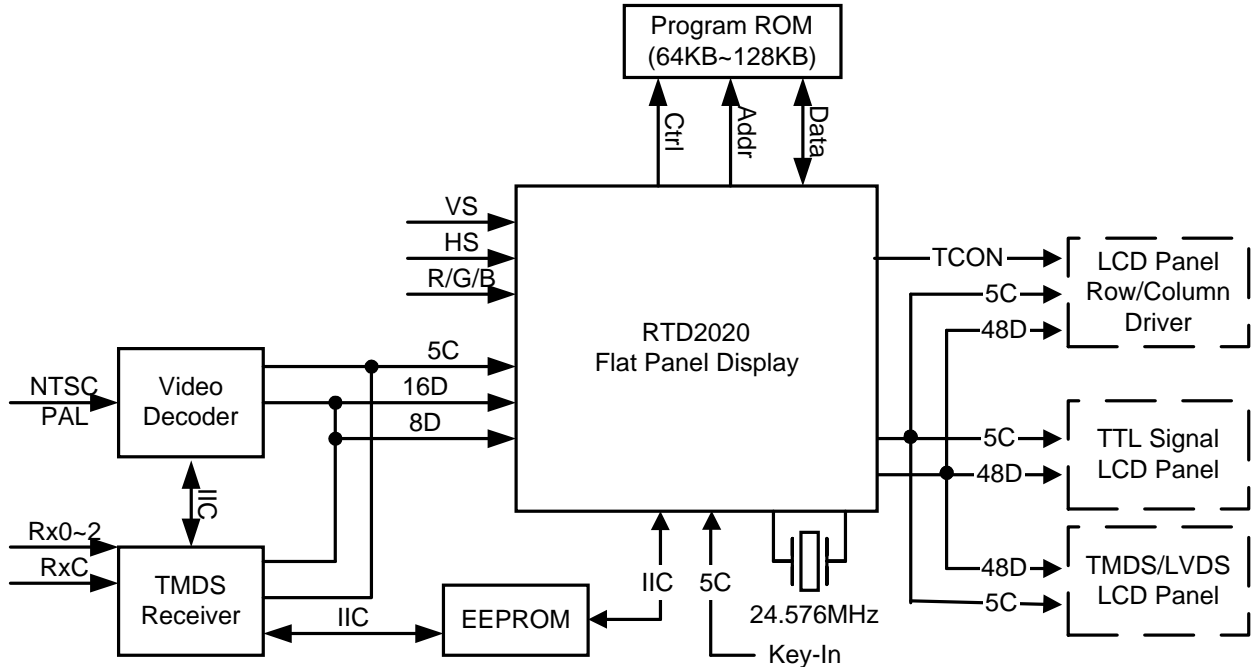 Program ROM
(64KB~128KB)
Ctrl
Addr
Data
VS
HS
R/G/B
RTD2020
Flat Panel Display
TCON
5C
48D
LCD Panel
Row/Column
Driver
NTSC
PAL
Video
Decoder
5C
16D
8D
5C
48D
TTL Signal
LCD Panel
IIC
Rx0~2
RxC
TMDS
Receiver
IIC
EEPROM
IIC
5C
24.576MHz
Key-In
48D
5C
TMDS/LVDS
LCD Panel